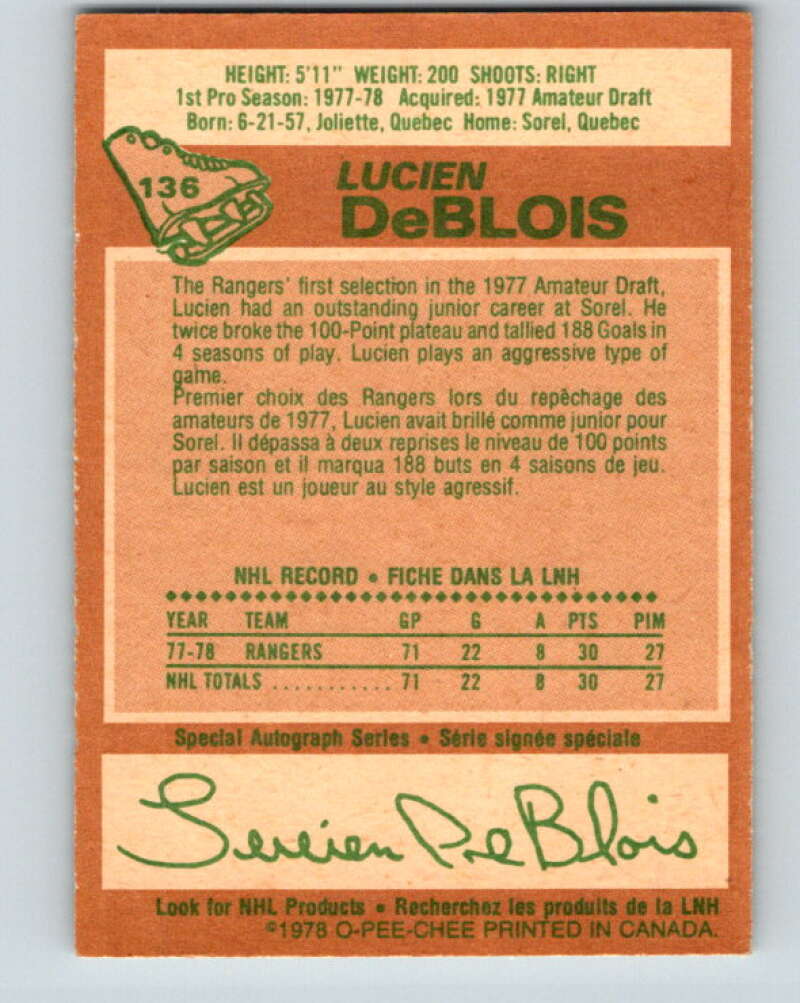 HEIGHT: 5'11" WEIGHT: 200 SHOOTS: RIGHT
1st Pro Season: 1977-78 Acquired: 1977 Amateur Draft
Born: 6-21-57, Joliette, Quebec Home: Sorel, Quebec
136
LUCIEN
DeBLOIS
The Rangers' first selection in the 1977 Amateur Draft,
Lucien had an outstanding junior career at Sorel. He
twice broke the 100-Point plateau and tallied 188 Goals in
4 seasons of play. Lucien plays an aggressive type of
game.
Premier choix des Rangers lors du repêchage des
amateurs de 1977, Lucien avait brillé comme junior pour
Sorel. Il dépassa à deux reprises le niveau de 100 points
par saison et il marqua 188 buts en 4 saisons de jeu.
Lucien est un joueur au style agressif.
NHL RECORD • FICHE DANS LA LNH
YEAR TEAM GP G A PTS PIM
77-78 RANGERS 71 22 8 30 27
NHL TOTALS ........... 71 22 8 30 27
Special Autograph Series • Série signée spéciale
Lucien DeBlois
Look for NHL Products • Recherchez les produits de la LNH
©1978 O-PEE-CHEE PRINTED IN CANADA.